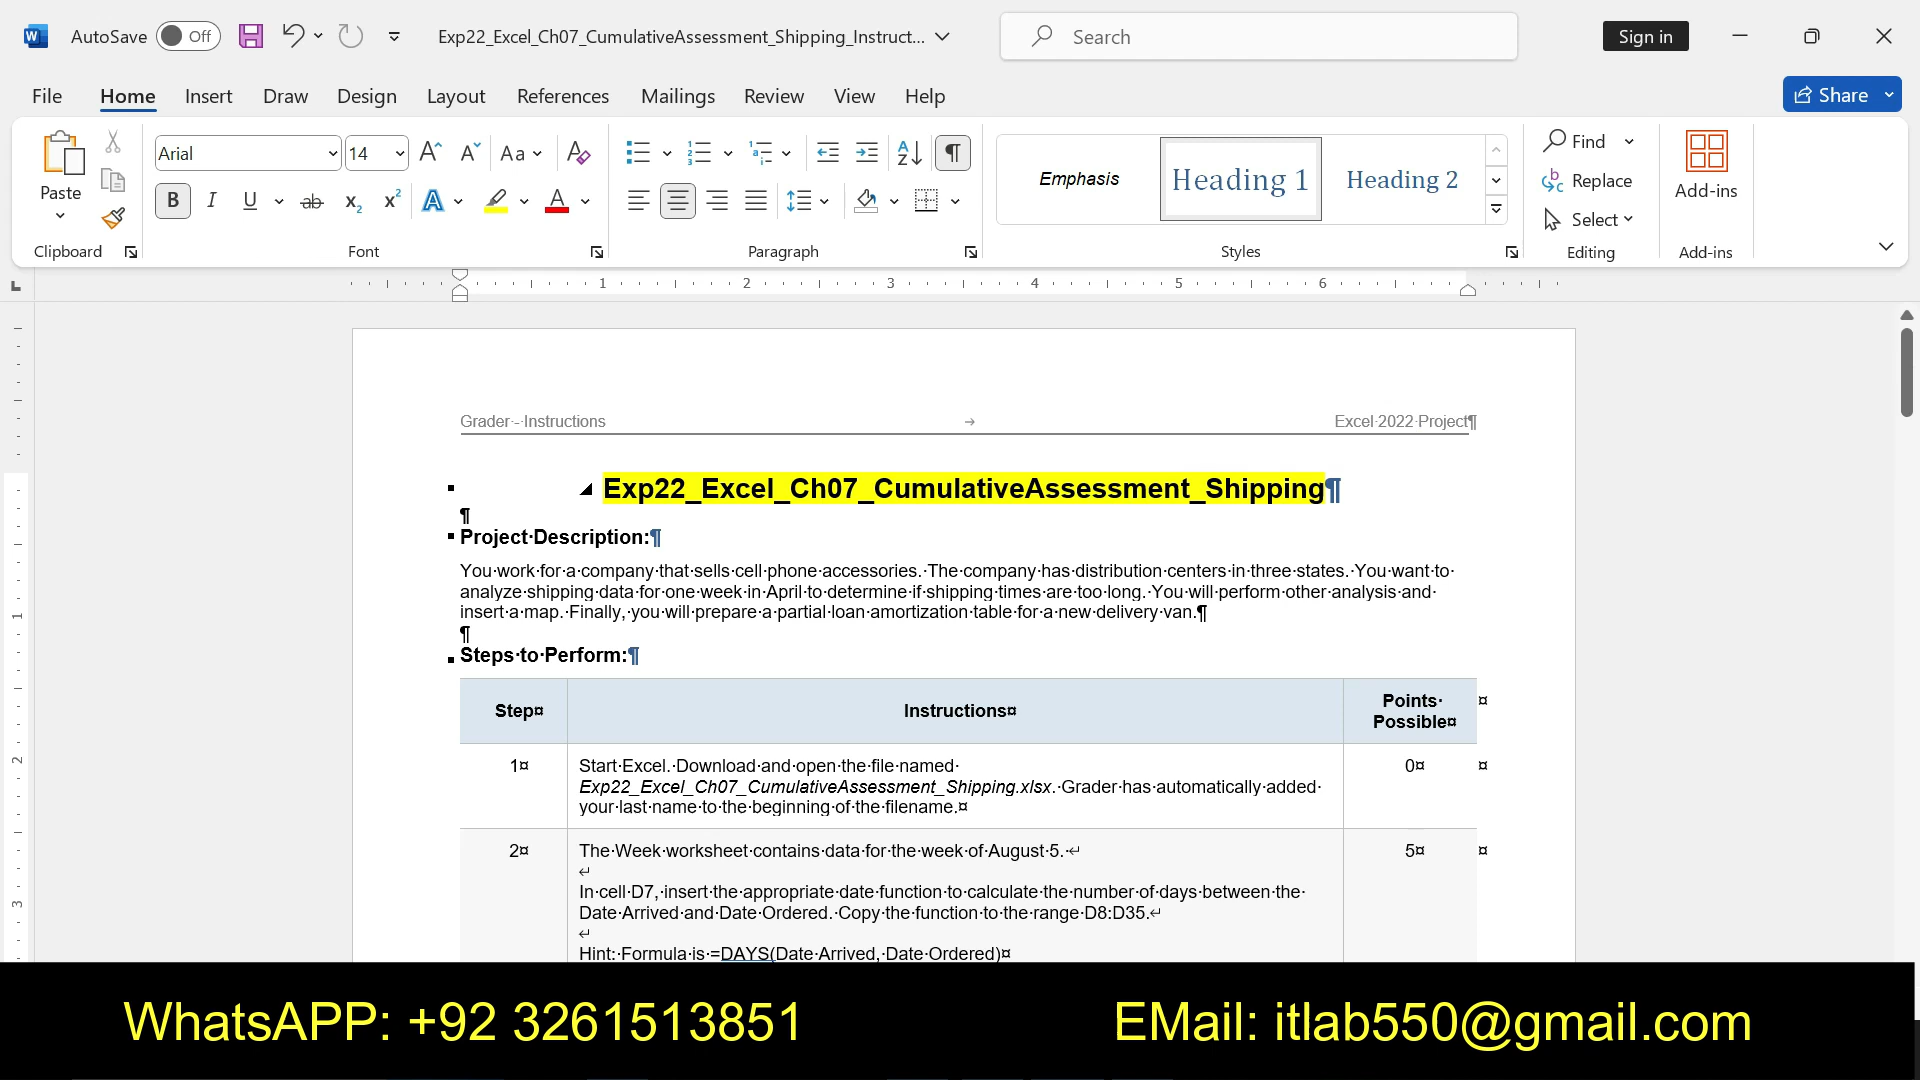 AutoSave Off Exp22_Excel_Ch07_CumulativeAssessment_Shipping_Instruct... Search Sign in
File Home Insert Draw Design Layout References Mailings Review View Help Share
Paste Arial 14 Aa Emphasis Heading 1 Heading 2 Find Replace Select Add-ins
Clipboard Font Paragraph Styles Editing Add-ins
1 2 3 4 5 6
Grader - Instructions Excel 2022 Project¶
Exp22_Excel_Ch07_CumulativeAssessment_Shipping¶
¶
Project Description:¶
You work for a company that sells cell phone accessories. The company has distribution centers in three states. You want to
analyze shipping data for one week in April to determine if shipping times are too long. You will perform other analysis and
insert a map. Finally, you will prepare a partial loan amortization table for a new delivery van.¶
¶
Steps to Perform:¶
Step¤ Instructions¤ Points Possible¤ ¤
1¤ Start Excel. Download and open the file named 0¤ ¤
Exp22_Excel_Ch07_CumulativeAssessment_Shipping.xlsx. Grader has automatically added
your last name to the beginning of the filename.¤
2¤ The Week worksheet contains data for the week of August 5. ↵ 5¤ ¤
↵
In cell D7, insert the appropriate date function to calculate the number of days between the
Date Arrived and Date Ordered. Copy the function to the range D8:D35.↵
↵
Hint: Formula is =DAYS(Date Arrived, Date Ordered)¤
WhatsAPP: +92 3261513851 EMail: itlab550@gmail.com